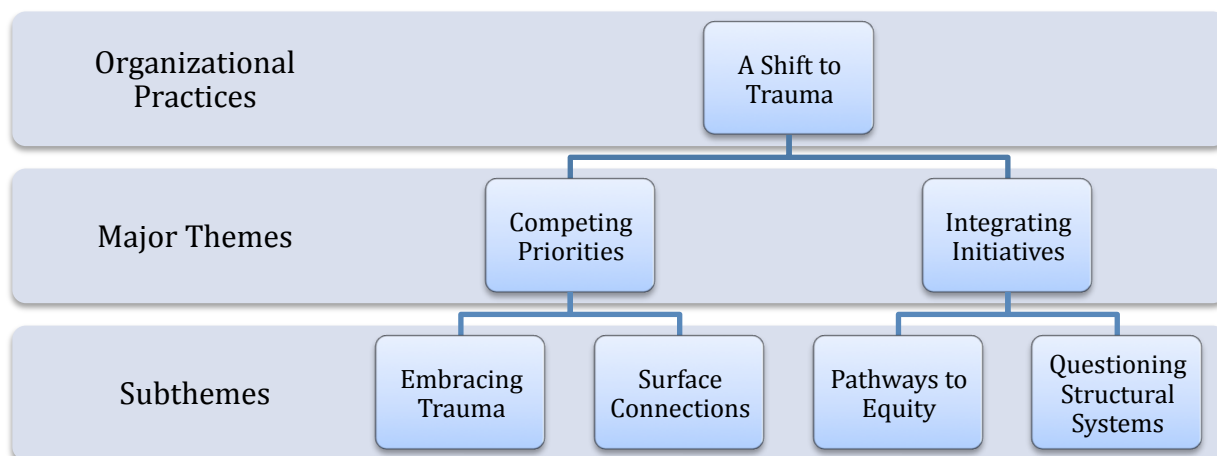 Organizational
Practices
A Shift to
Trauma
Major Themes
Competing
Priorities
Integrating
Initiatives
Subthemes
Embracing
Trauma
Surface
Connections
Pathways to
Equity
Questioning
Structural
Systems